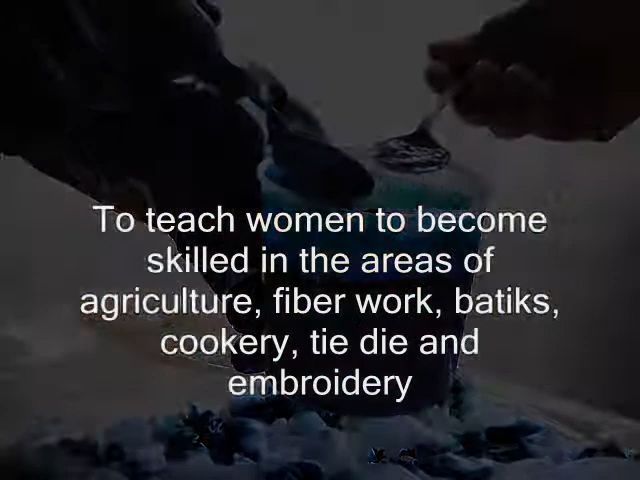 To teach women to become
skilled in the areas of
agriculture, fiber work, batiks,
cookery, tie die and
embroidery